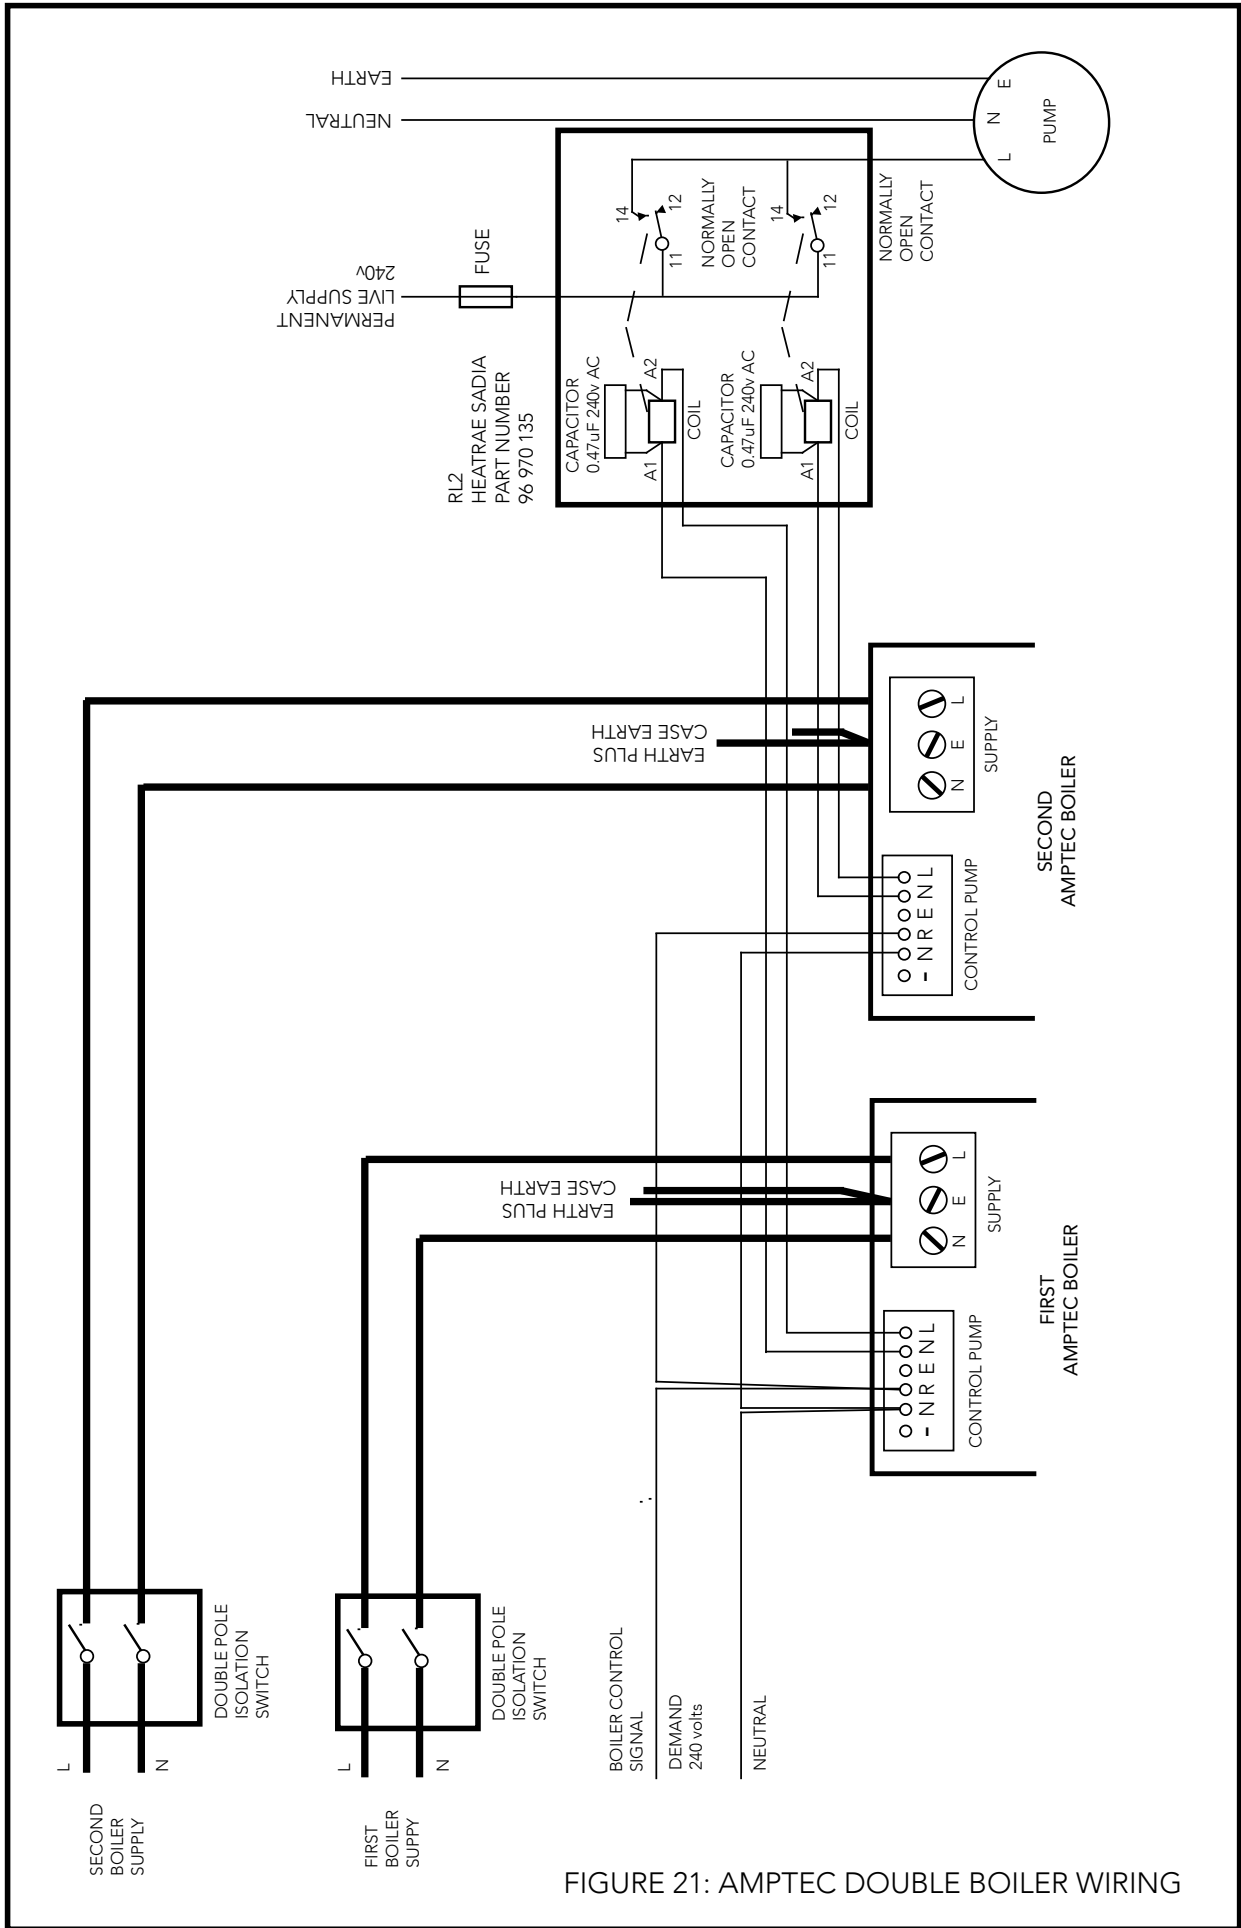 EARTH
NEUTRAL
PERMANENT
LIVE SUPPLY
240v
FUSE
L
N
E
PUMP
RL2
HEATRAE SADIA
PART NUMBER
96 970 135
CAPACITOR
0.47uF 240v AC
A1
A2
COIL
14
12
11
NORMALLY
OPEN
CONTACT
CAPACITOR
0.47uF 240v AC
A1
A2
COIL
14
12
11
NORMALLY
OPEN
CONTACT
EARTH PLUS
CASE EARTH
N E L
SUPPLY
- N R E N L
CONTROL PUMP
SECOND
AMPTEC BOILER
EARTH PLUS
CASE EARTH
N E L
SUPPLY
- N R E N L
CONTROL PUMP
FIRST
AMPTEC BOILER
DOUBLE POLE
ISOLATION
SWITCH
L
N
SECOND
BOILER
SUPPLY
DOUBLE POLE
ISOLATION
SWITCH
L
N
FIRST
BOILER
SUPPY
BOILER CONTROL
SIGNAL
DEMAND
240 volts
NEUTRAL
FIGURE 21: AMPTEC DOUBLE BOILER WIRING